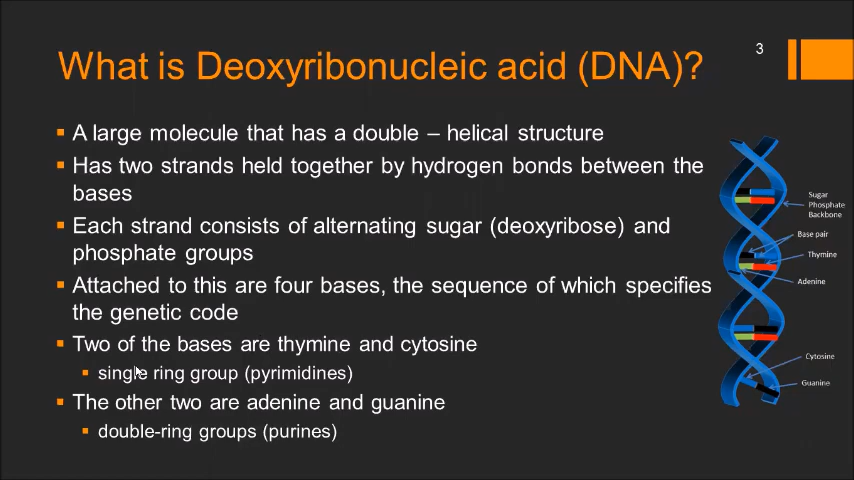 3
What is Deoxyribonucleic acid (DNA)?
▪ A large molecule that has a double – helical structure
▪ Has two strands held together by hydrogen bonds between the
bases
▪ Each strand consists of alternating sugar (deoxyribose) and
phosphate groups
▪ Attached to this are four bases, the sequence of which specifies
the genetic code
▪ Two of the bases are thymine and cytosine
▪ single ring group (pyrimidines)
▪ The other two are adenine and guanine
▪ double-ring groups (purines)
Sugar
Phosphate
Backbone
Base pair
Thymine
Adenine
Cytosine
Guanine